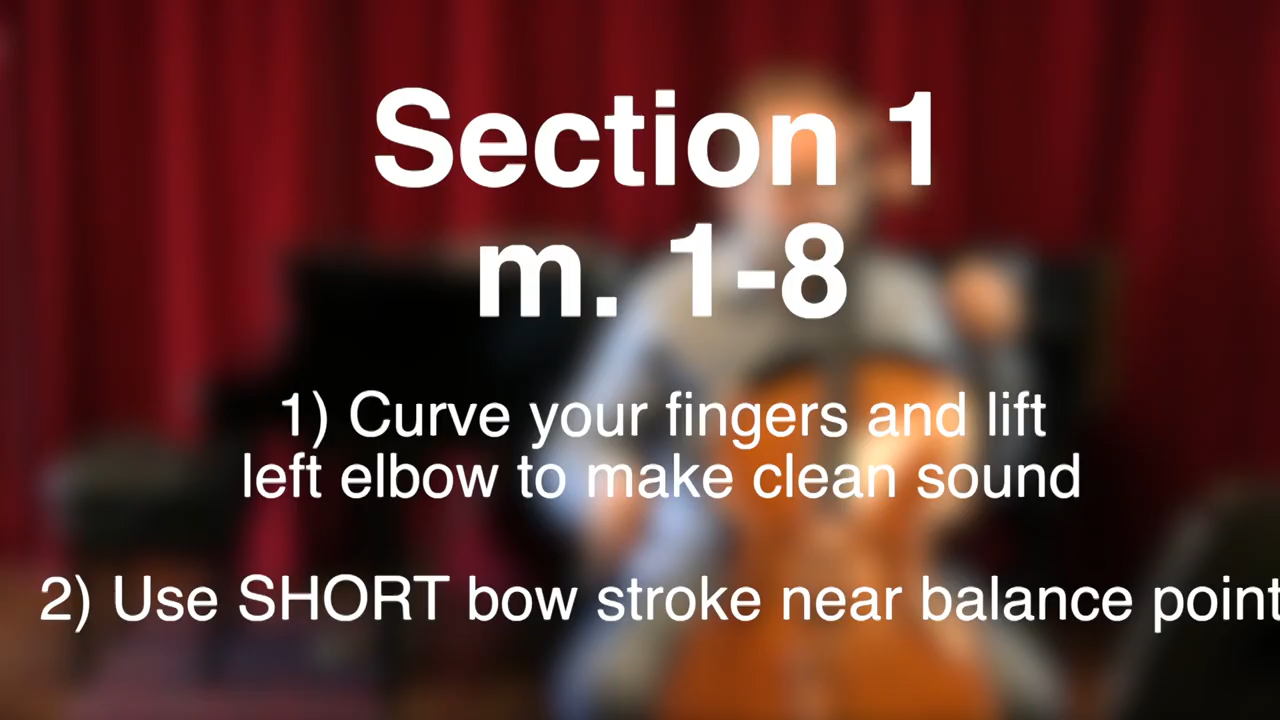 Section 1
m. 1-8
1) Curve your fingers and lift
left elbow to make clean sound
2) Use SHORT bow stroke near balance point